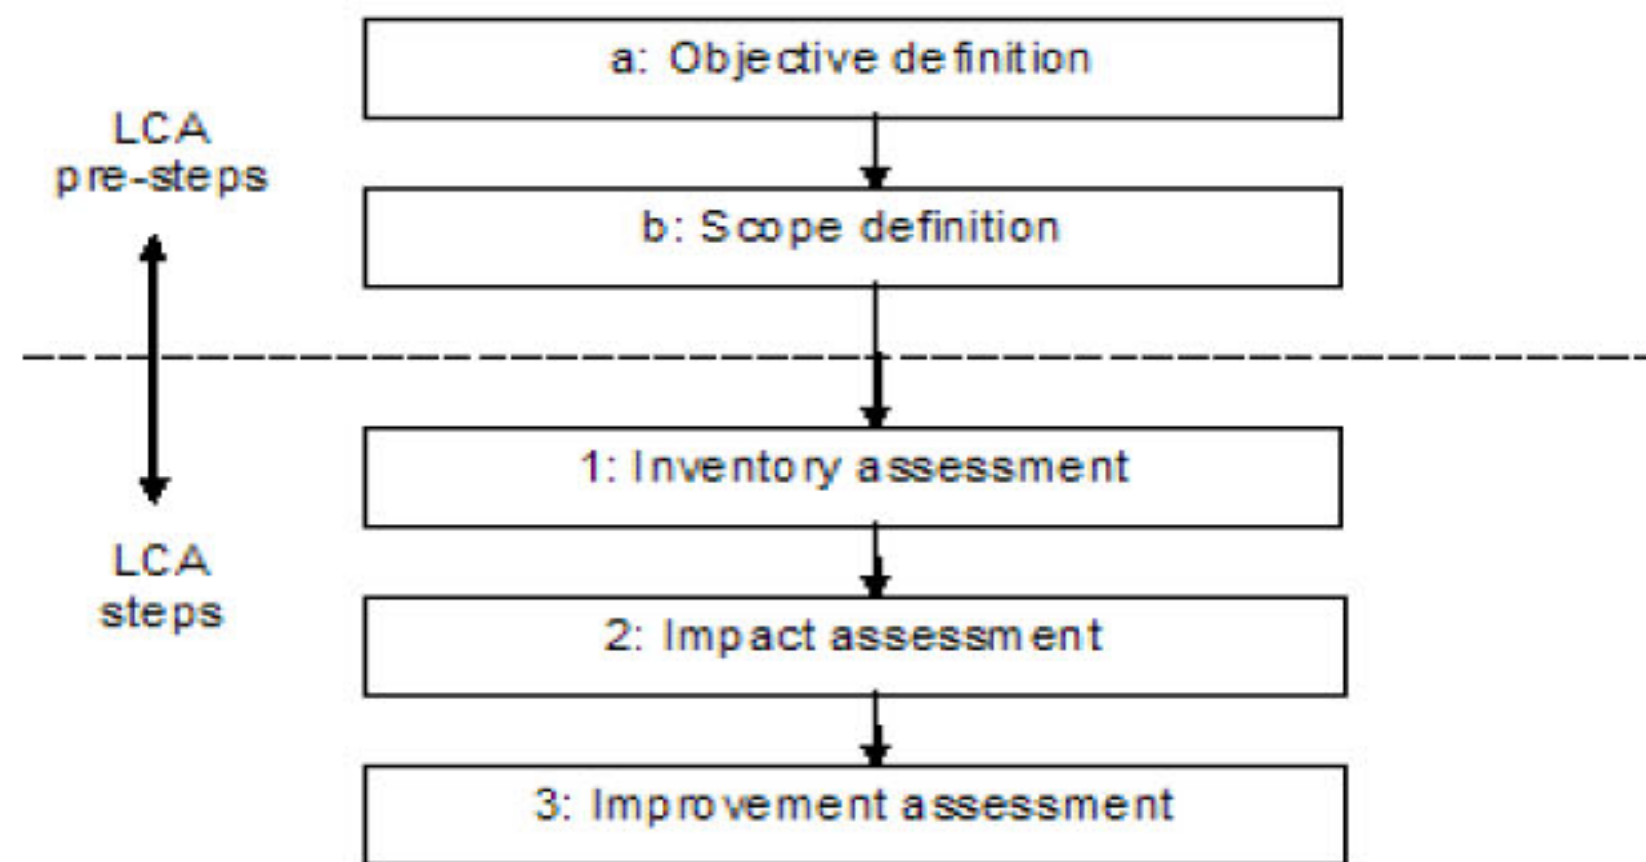 a: Objective definition
LCA
pre-steps
b: Scope definition
1: Inventory assessment
LCA
steps
2: Impact assessment
3: Improvement assessment